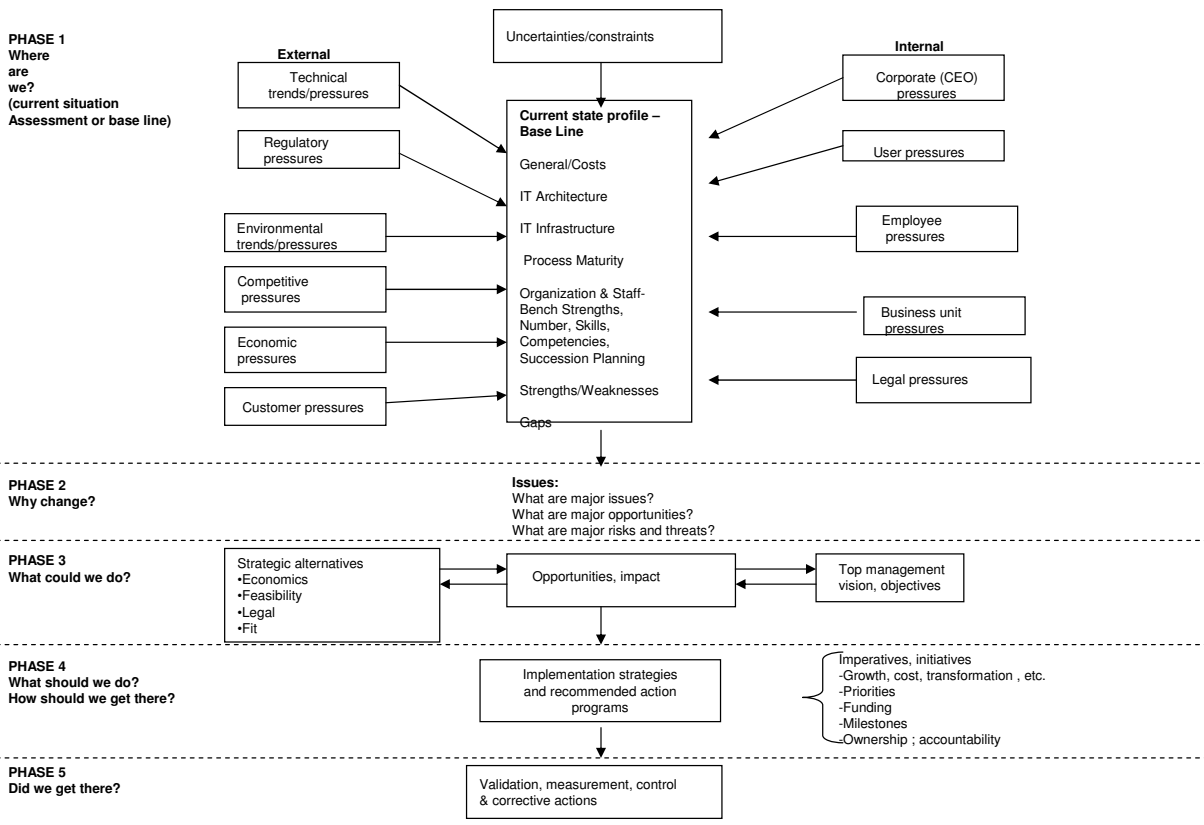 PHASE 1
Where
are
we?
(current situation
Assessment or base line)
Uncertainties/constraints
External
Technical
trends/pressures
Regulatory
pressures
Environmental
trends/pressures
Competitive
pressures
Economic
pressures
Customer pressures
Current state profile –
Base Line
General/Costs
IT Architecture
IT Infrastructure
Process Maturity
Organization & Staff-
Bench Strengths,
Number, Skills,
Competencies,
Succession Planning
Strengths/Weaknesses
Gaps
Internal
Corporate (CEO)
pressures
User pressures
Employee
pressures
Business unit
pressures
Legal pressures
PHASE 2
Why change?
Issues:
What are major issues?
What are major opportunities?
What are major risks and threats?
PHASE 3
What could we do?
Strategic alternatives
•Economics
•Feasibility
•Legal
•Fit
Opportunities, impact
Top management
vision, objectives
PHASE 4
What should we do?
How should we get there?
Implementation strategies
and recommended action
programs
Imperatives, initiatives
-Growth, cost, transformation , etc.
-Priorities
-Funding
-Milestones
-Ownership ; accountability
PHASE 5
Did we get there?
Validation, measurement, control
& corrective actions